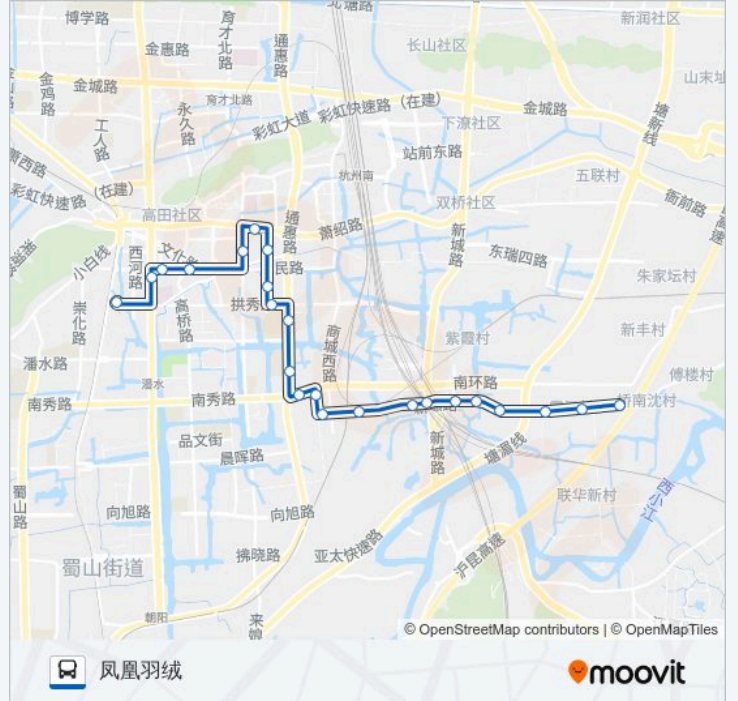 博学路
育才北路
通惠路
北塘路
新润社区
金惠路
长山社区
金鸡路
金城路
山末址
育才北路
彩虹大道
彩虹快速路（在建）
金城路
塘新线
工人路
永久路
下潦社区
萧西路
站前东路
杭州南
五联村
彩虹快速路（在建）
双桥社区
衙前路
高田社区
通惠路
萧绍路
新城路
高速
小白线
西河路
文化路
民路
东瑞四路
朱家坛村
崇化路
高桥路
拱秀
商城西路
紫霞村
新丰村
潘水路
潘水
南环路
傅楼村
南秀路
南秀路
桥南沈村
品文街
新城路
塘湄线
晨晖路
蜀山路
联华新村
西小江
向旭路
向旭路
拂晓路
亚太快速路
沪昆高速
蜀山街道
朝阳
来娘
© OpenStreetMap contributors | © OpenMapTiles
凤凰羽绒
moovit